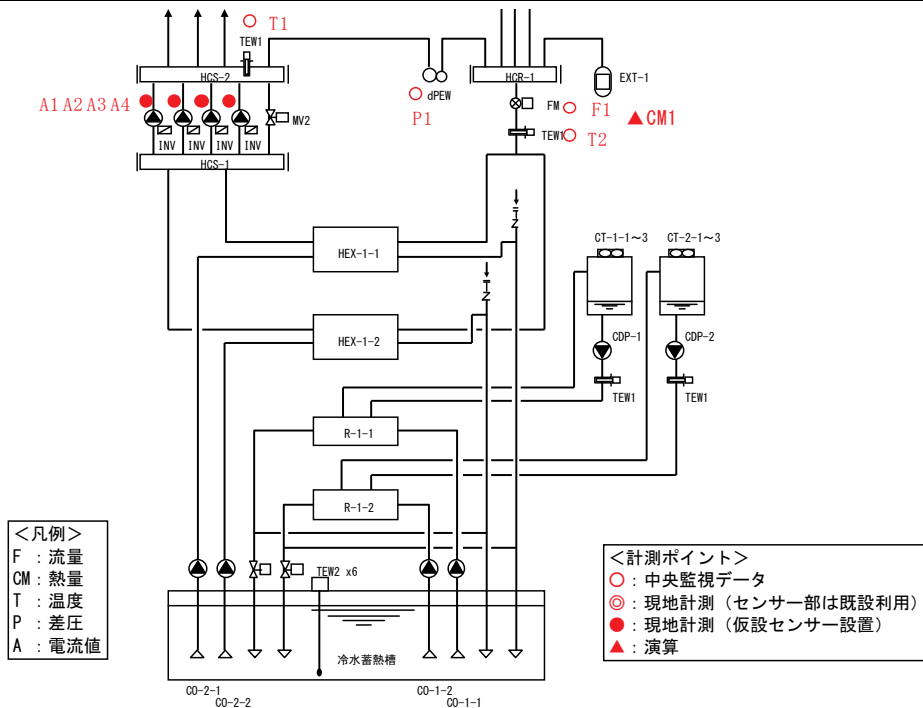 T1
TEW1
HCS-2
HCR-1
EXT-1
dPEW
P1
A1 A2 A3 A4
FM
F1
▲CM1
MV2
TEW1
T2
INV INV INV INV
HCS-1
HEX-1-1
CT-1-1～3
CT-2-1～3
HEX-1-2
CDP-1
CDP-2
TEW1
TEW1
R-1-1
R-1-2
＜凡例＞
F ：流量
CM：熱量
T ：温度
P ：差圧
A ：電流値
TEW2 x6
冷水蓄熱槽
＜計測ポイント＞
○：中央監視データ
◎：現地計測（センサー部は既設利用）
●：現地計測（仮設センサー設置）
▲：演算
CO-2-1
CO-2-2
CO-1-2
CO-1-1